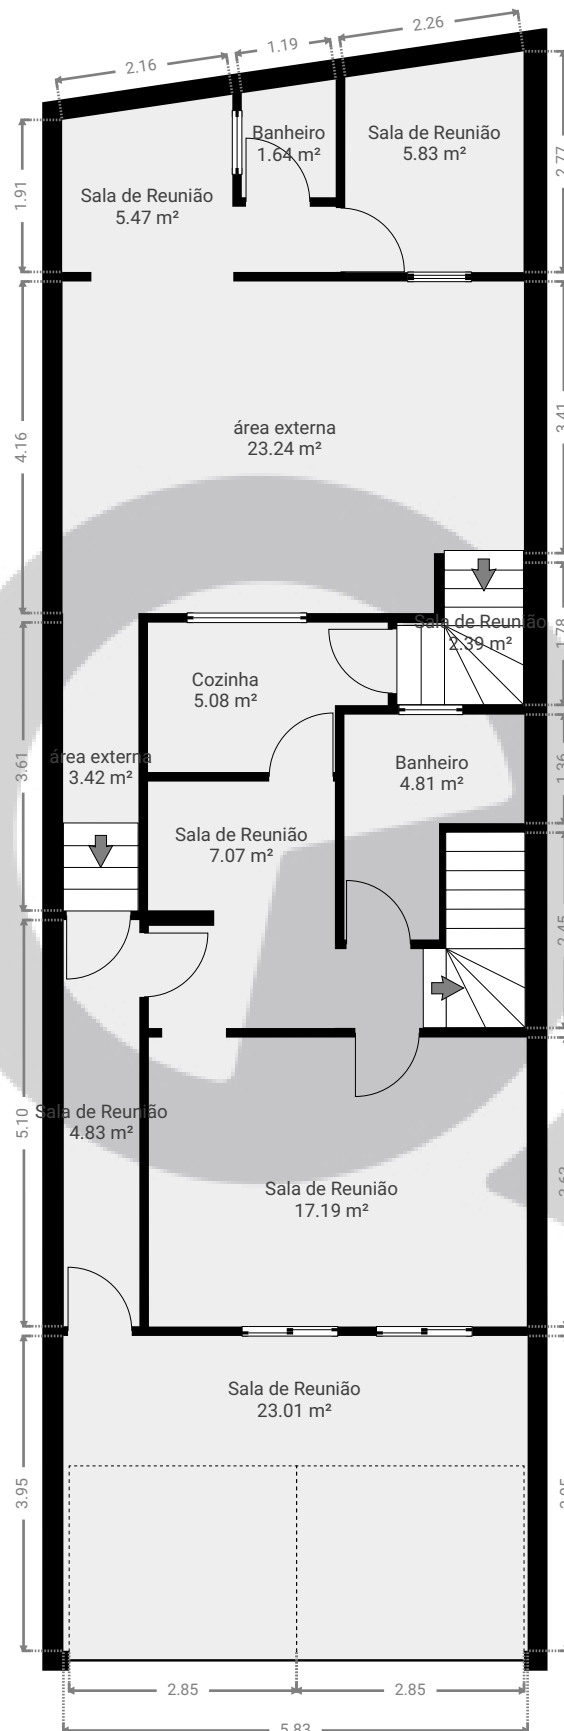 2.16
1.19
2.26
Banheiro
1.64 m²
Sala de Reunião
5.83 m²
2.77
1.91
Sala de Reunião
5.47 m²
4.16
3.41
área externa
23.24 m²
Sala de Reunião
2.39 m²
1.78
Cozinha
5.08 m²
3.61
área externa
3.42 m²
Banheiro
4.81 m²
1.36
Sala de Reunião
7.07 m²
2.45
5.10
Sala de Reunião
4.83 m²
Sala de Reunião
17.19 m²
Sala de Reunião
23.01 m²
3.95
2.85
2.85
5.83